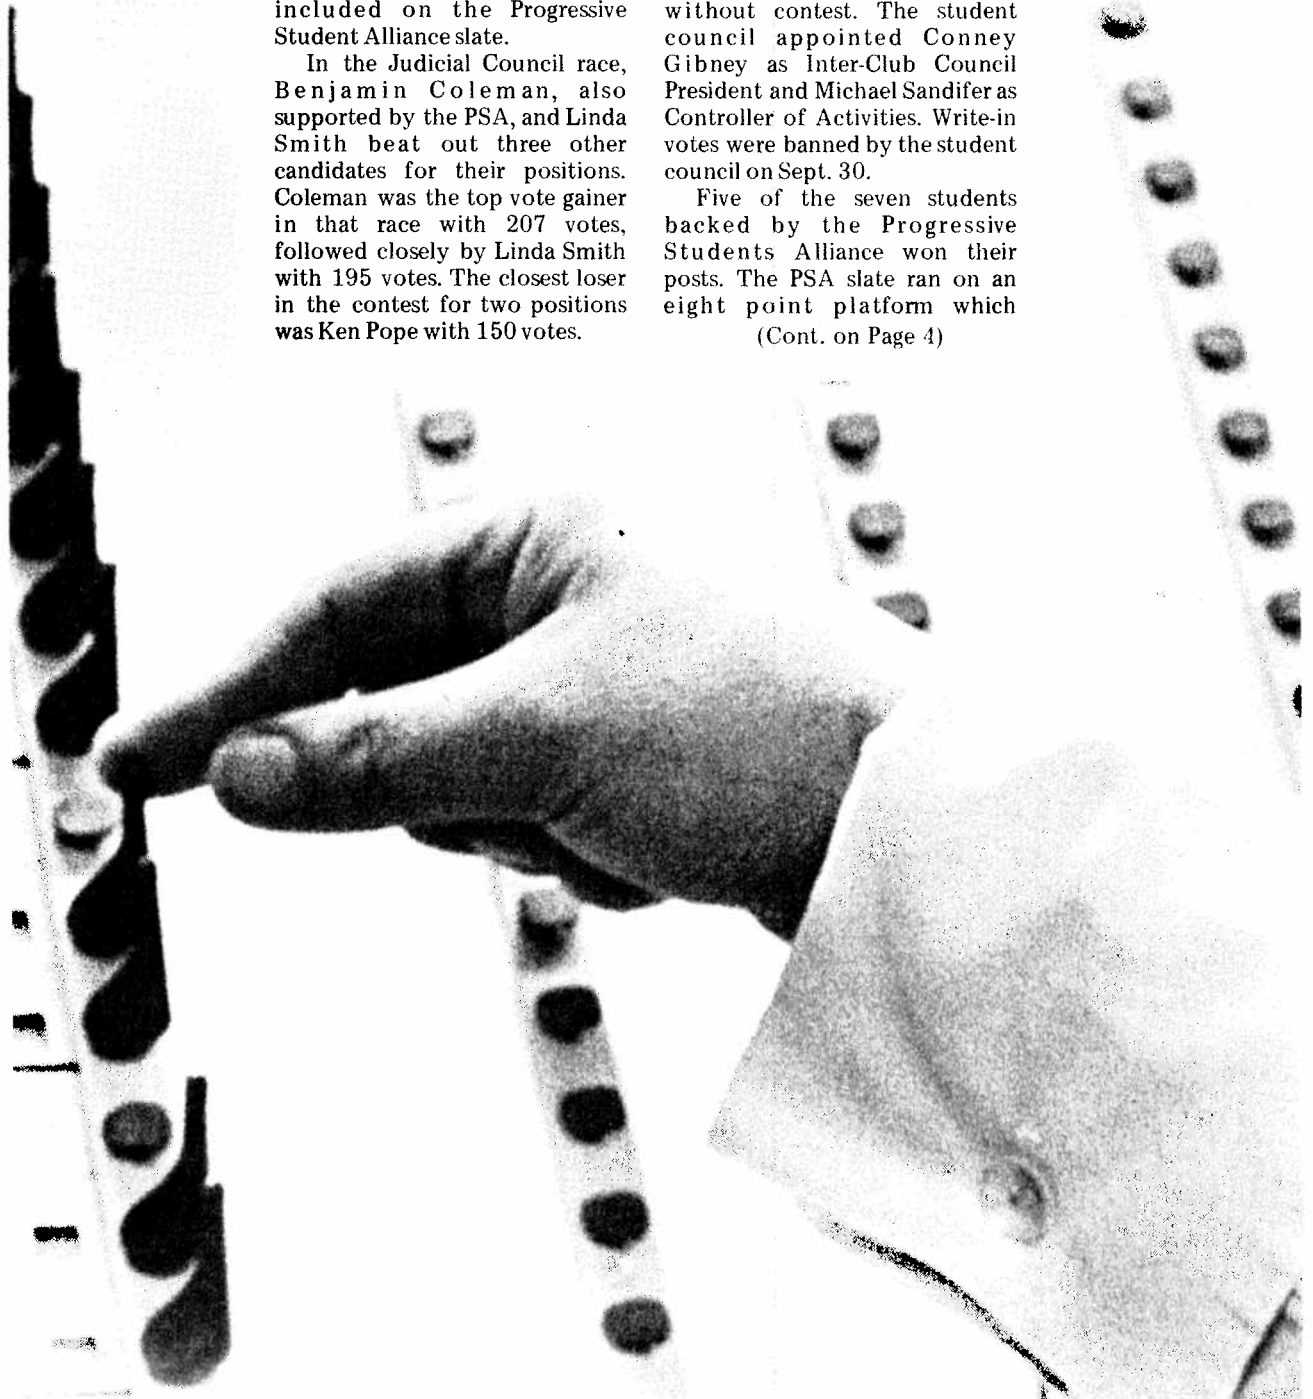 included on the Progressive
Student Alliance slate.
In the Judicial Council race,
Benjamin Coleman, also
supported by the PSA, and Linda
Smith beat out three other
candidates for their positions.
Coleman was the top vote gainer
in that race with 207 votes,
followed closely by Linda Smith
with 195 votes. The closest loser
in the contest for two positions
was Ken Pope with 150 votes.
without contest. The student
council appointed Conney
Gibney as Inter-Club Council
President and Michael Sandifer as
Controller of Activities. Write-in
votes were banned by the student
council on Sept. 30.
Five of the seven students
backed by the Progressive
Students Alliance won their
posts. The PSA slate ran on an
eight point platform which
(Cont. on Page 4)